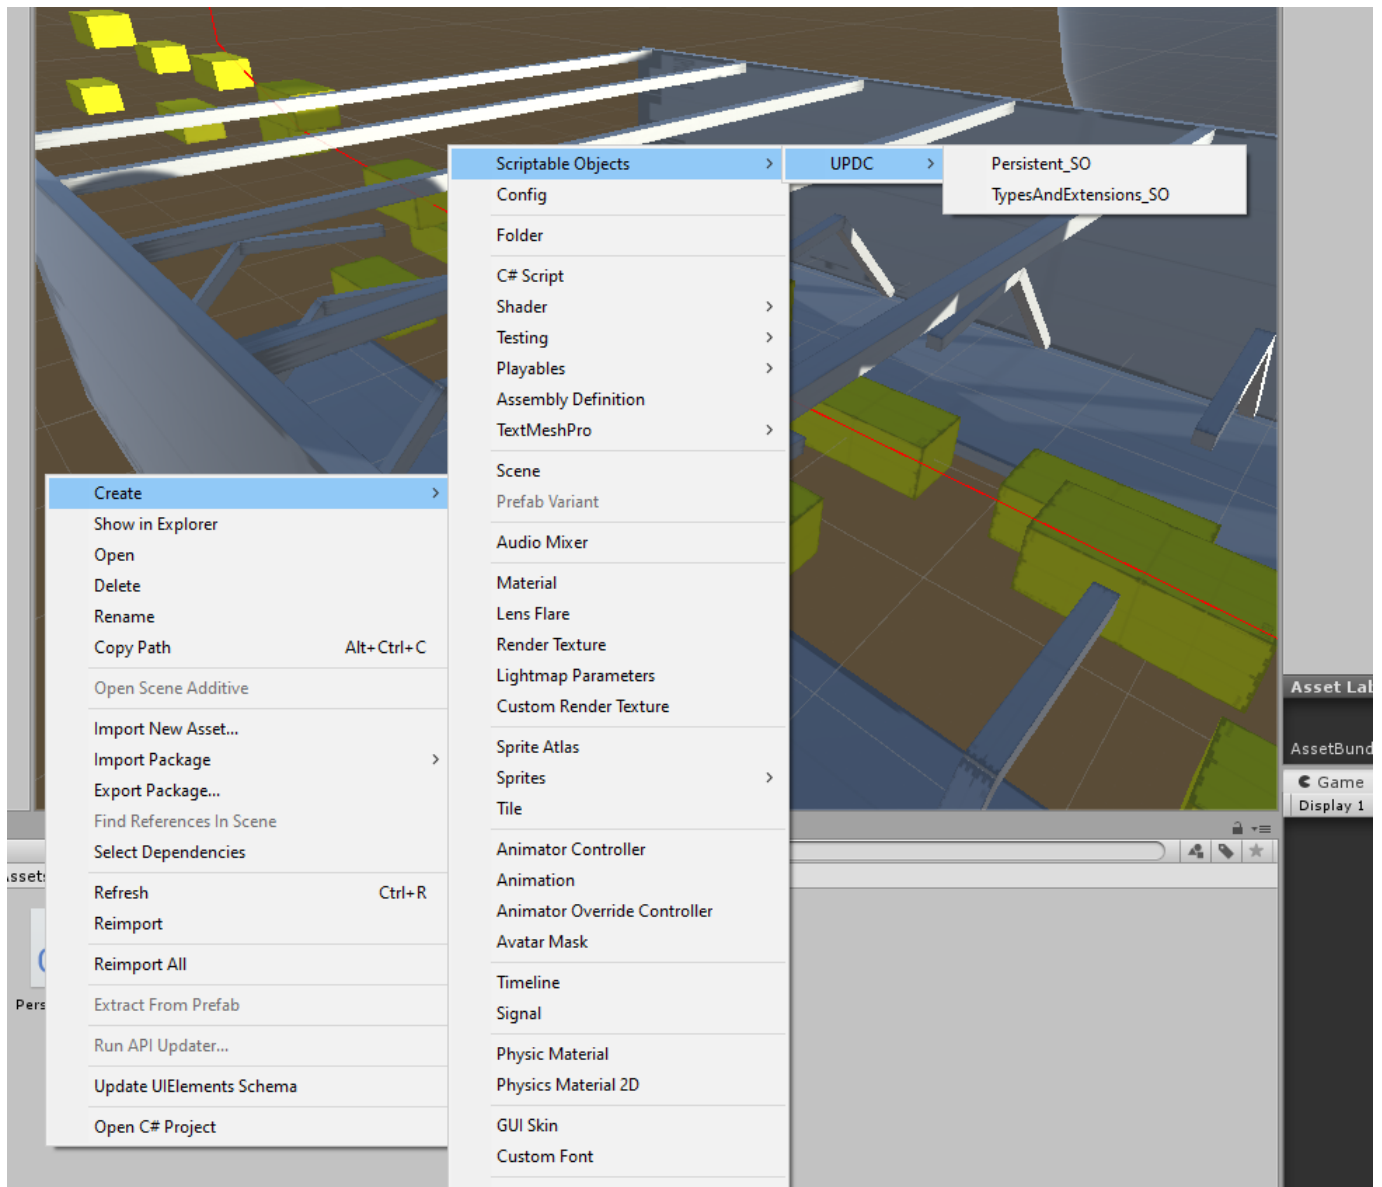 Scriptable Objects
UPDC
Persistent_SO
TypesAndExtensions_SO
Config
Folder
C# Script
Shader
Testing
Playables
Assembly Definition
TextMeshPro
Scene
Prefab Variant
Audio Mixer
Material
Lens Flare
Render Texture
Lightmap Parameters
Custom Render Texture
Sprite Atlas
Sprites
Tile
Animator Controller
Animation
Animator Override Controller
Avatar Mask
Timeline
Signal
Physic Material
Physics Material 2D
GUI Skin
Custom Font
Create
Show in Explorer
Open
Delete
Rename
Copy Path Alt+Ctrl+C
Open Scene Additive
Import New Asset...
Import Package
Export Package...
Find References In Scene
Select Dependencies
Refresh Ctrl+R
Reimport
Reimport All
Extract From Prefab
Run API Updater...
Update UIElements Schema
Open C# Project
Asset Lab
AssetBund
Game
Display 1
Assets
Pers